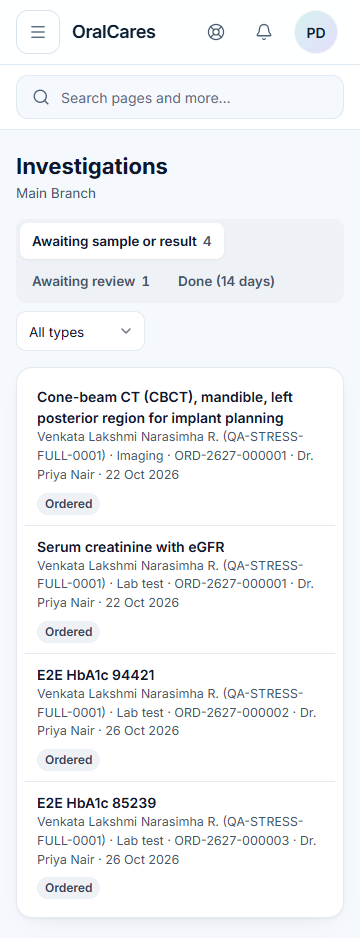 OralCares
PD
Search pages and more...
Investigations
Main Branch
Awaiting sample or result 4
Awaiting review 1 Done (14 days)
All types
Cone-beam CT (CBCT), mandible, left
posterior region for implant planning
Venkata Lakshmi Narasimha R. (QA-STRESS-
FULL-0001) · Imaging · ORD-2627-000001 · Dr.
Priya Nair · 22 Oct 2026
Ordered
Serum creatinine with eGFR
Venkata Lakshmi Narasimha R. (QA-STRESS-
FULL-0001) · Lab test · ORD-2627-000001 · Dr.
Priya Nair · 22 Oct 2026
Ordered
E2E HbA1c 94421
Venkata Lakshmi Narasimha R. (QA-STRESS-
FULL-0001) · Lab test · ORD-2627-000002 · Dr.
Priya Nair · 26 Oct 2026
Ordered
E2E HbA1c 85239
Venkata Lakshmi Narasimha R. (QA-STRESS-
FULL-0001) · Lab test · ORD-2627-000003 · Dr.
Priya Nair · 26 Oct 2026
Ordered